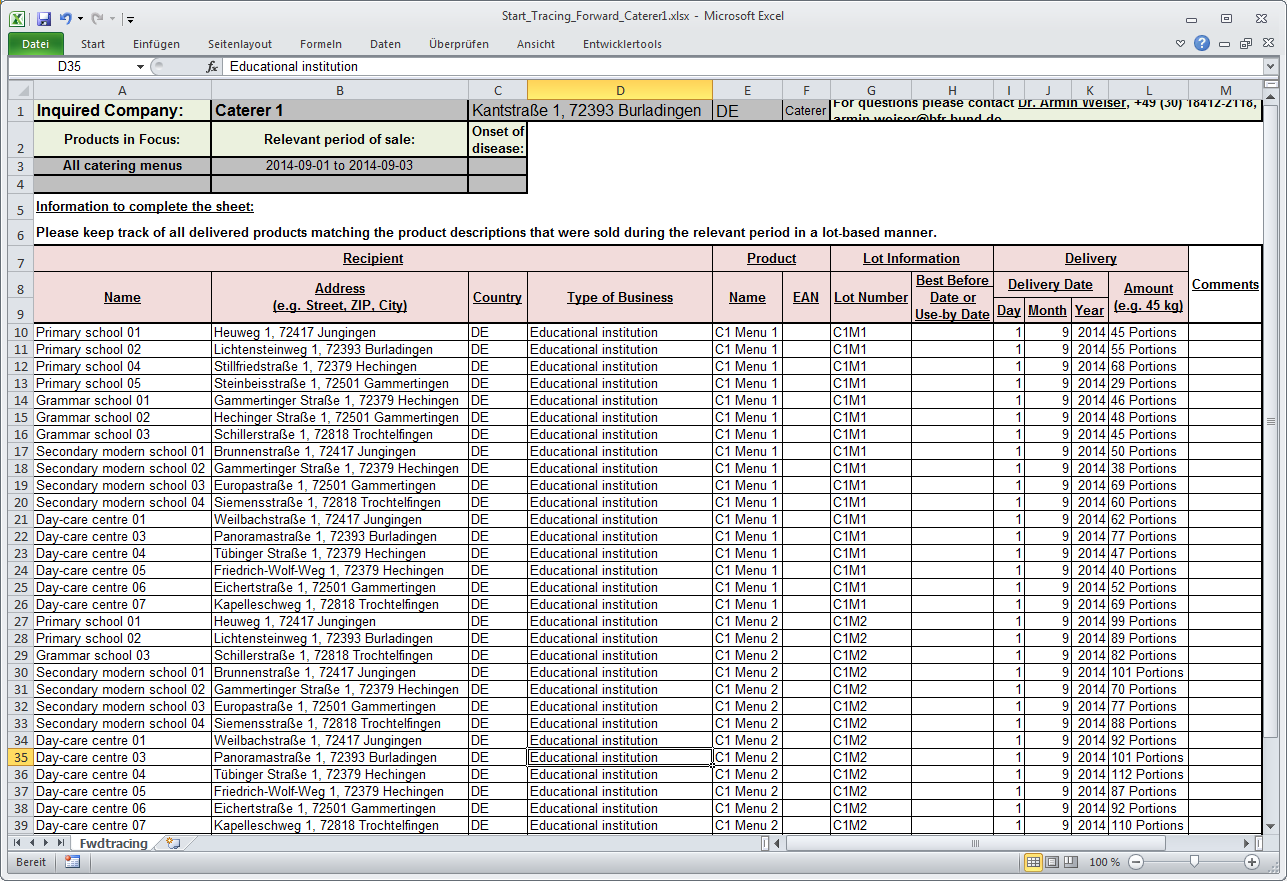 Start_Tracing_Forward_Caterer1.xlsx - Microsoft Excel
Datei Start Einfügen Seitenlayout Formeln Daten Überprüfen Ansicht Entwicklertools
D35 fx Educational institution
A B C D E F G H I J K L M
1 Inquired Company: Caterer 1 Kantstraße 1, 72393 Burladingen DE Caterer For questions please contact Dr. Armin Weiser, +49 (30) 18412-2118,
armin.weiser@bfr.bund.de
2 Products in Focus: Relevant period of sale: Onset of
disease:
3 All catering menus 2014-09-01 to 2014-09-03
4
5 Information to complete the sheet:
6 Please keep track of all delivered products matching the product descriptions that were sold during the relevant period in a lot-based manner.
7 Recipient Product Lot Information Delivery
8 Name Address Country Type of Business Name EAN Lot Number Best Before Delivery Date Amount Comments
(e.g. Street, ZIP, City) Date or (e.g. 45 kg)
9 Use-by Date Day Month Year
10 Primary school 01 Heuweg 1, 72417 Jungingen DE Educational institution C1 Menu 1 C1M1 1 9 2014 45 Portions
11 Primary school 02 Lichtensteinweg 1, 72393 Burladingen DE Educational institution C1 Menu 1 C1M1 1 9 2014 55 Portions
12 Primary school 04 Stillfriedstraße 1, 72379 Hechingen DE Educational institution C1 Menu 1 C1M1 1 9 2014 68 Portions
13 Primary school 05 Steinbeisstraße 1, 72501 Gammertingen DE Educational institution C1 Menu 1 C1M1 1 9 2014 29 Portions
14 Grammar school 01 Gammertinger Straße 1, 72379 Hechingen DE Educational institution C1 Menu 1 C1M1 1 9 2014 46 Portions
15 Grammar school 02 Hechinger Straße 1, 72501 Gammertingen DE Educational institution C1 Menu 1 C1M1 1 9 2014 48 Portions
16 Grammar school 03 Schillerstraße 1, 72818 Trochtelfingen DE Educational institution C1 Menu 1 C1M1 1 9 2014 45 Portions
17 Secondary modern school 01 Brunnenstraße 1, 72417 Jungingen DE Educational institution C1 Menu 1 C1M1 1 9 2014 50 Portions
18 Secondary modern school 02 Gammertinger Straße 1, 72379 Hechingen DE Educational institution C1 Menu 1 C1M1 1 9 2014 38 Portions
19 Secondary modern school 03 Europastraße 1, 72501 Gammertingen DE Educational institution C1 Menu 1 C1M1 1 9 2014 69 Portions
20 Secondary modern school 04 Siemensstraße 1, 72818 Trochtelfingen DE Educational institution C1 Menu 1 C1M1 1 9 2014 60 Portions
21 Day-care centre 01 Weilbachstraße 1, 72417 Jungingen DE Educational institution C1 Menu 1 C1M1 1 9 2014 62 Portions
22 Day-care centre 03 Panoramastraße 1, 72393 Burladingen DE Educational institution C1 Menu 1 C1M1 1 9 2014 77 Portions
23 Day-care centre 04 Tübinger Straße 1, 72379 Hechingen DE Educational institution C1 Menu 1 C1M1 1 9 2014 47 Portions
24 Day-care centre 05 Friedrich-Wolf-Weg 1, 72379 Hechingen DE Educational institution C1 Menu 1 C1M1 1 9 2014 40 Portions
25 Day-care centre 06 Eichertstraße 1, 72501 Gammertingen DE Educational institution C1 Menu 1 C1M1 1 9 2014 52 Portions
26 Day-care centre 07 Kapelleschweg 1, 72818 Trochtelfingen DE Educational institution C1 Menu 1 C1M1 1 9 2014 69 Portions
27 Primary school 01 Heuweg 1, 72417 Jungingen DE Educational institution C1 Menu 2 C1M2 1 9 2014 99 Portions
28 Primary school 02 Lichtensteinweg 1, 72393 Burladingen DE Educational institution C1 Menu 2 C1M2 1 9 2014 89 Portions
29 Grammar school 03 Schillerstraße 1, 72818 Trochtelfingen DE Educational institution C1 Menu 2 C1M2 1 9 2014 82 Portions
30 Secondary modern school 01 Brunnenstraße 1, 72417 Jungingen DE Educational institution C1 Menu 2 C1M2 1 9 2014 101 Portions
31 Secondary modern school 02 Gammertinger Straße 1, 72379 Hechingen DE Educational institution C1 Menu 2 C1M2 1 9 2014 70 Portions
32 Secondary modern school 03 Europastraße 1, 72501 Gammertingen DE Educational institution C1 Menu 2 C1M2 1 9 2014 77 Portions
33 Secondary modern school 04 Siemensstraße 1, 72818 Trochtelfingen DE Educational institution C1 Menu 2 C1M2 1 9 2014 88 Portions
34 Day-care centre 01 Weilbachstraße 1, 72417 Jungingen DE Educational institution C1 Menu 2 C1M2 1 9 2014 92 Portions
35 Day-care centre 03 Panoramastraße 1, 72393 Burladingen DE Educational institution C1 Menu 2 C1M2 1 9 2014 101 Portions
36 Day-care centre 04 Tübinger Straße 1, 72379 Hechingen DE Educational institution C1 Menu 2 C1M2 1 9 2014 112 Portions
37 Day-care centre 05 Friedrich-Wolf-Weg 1, 72379 Hechingen DE Educational institution C1 Menu 2 C1M2 1 9 2014 87 Portions
38 Day-care centre 06 Eichertstraße 1, 72501 Gammertingen DE Educational institution C1 Menu 2 C1M2 1 9 2014 92 Portions
39 Day-care centre 07 Kapelleschweg 1, 72818 Trochtelfingen DE Educational institution C1 Menu 2 C1M2 1 9 2014 110 Portions
Fwdtracing
Bereit 100 %